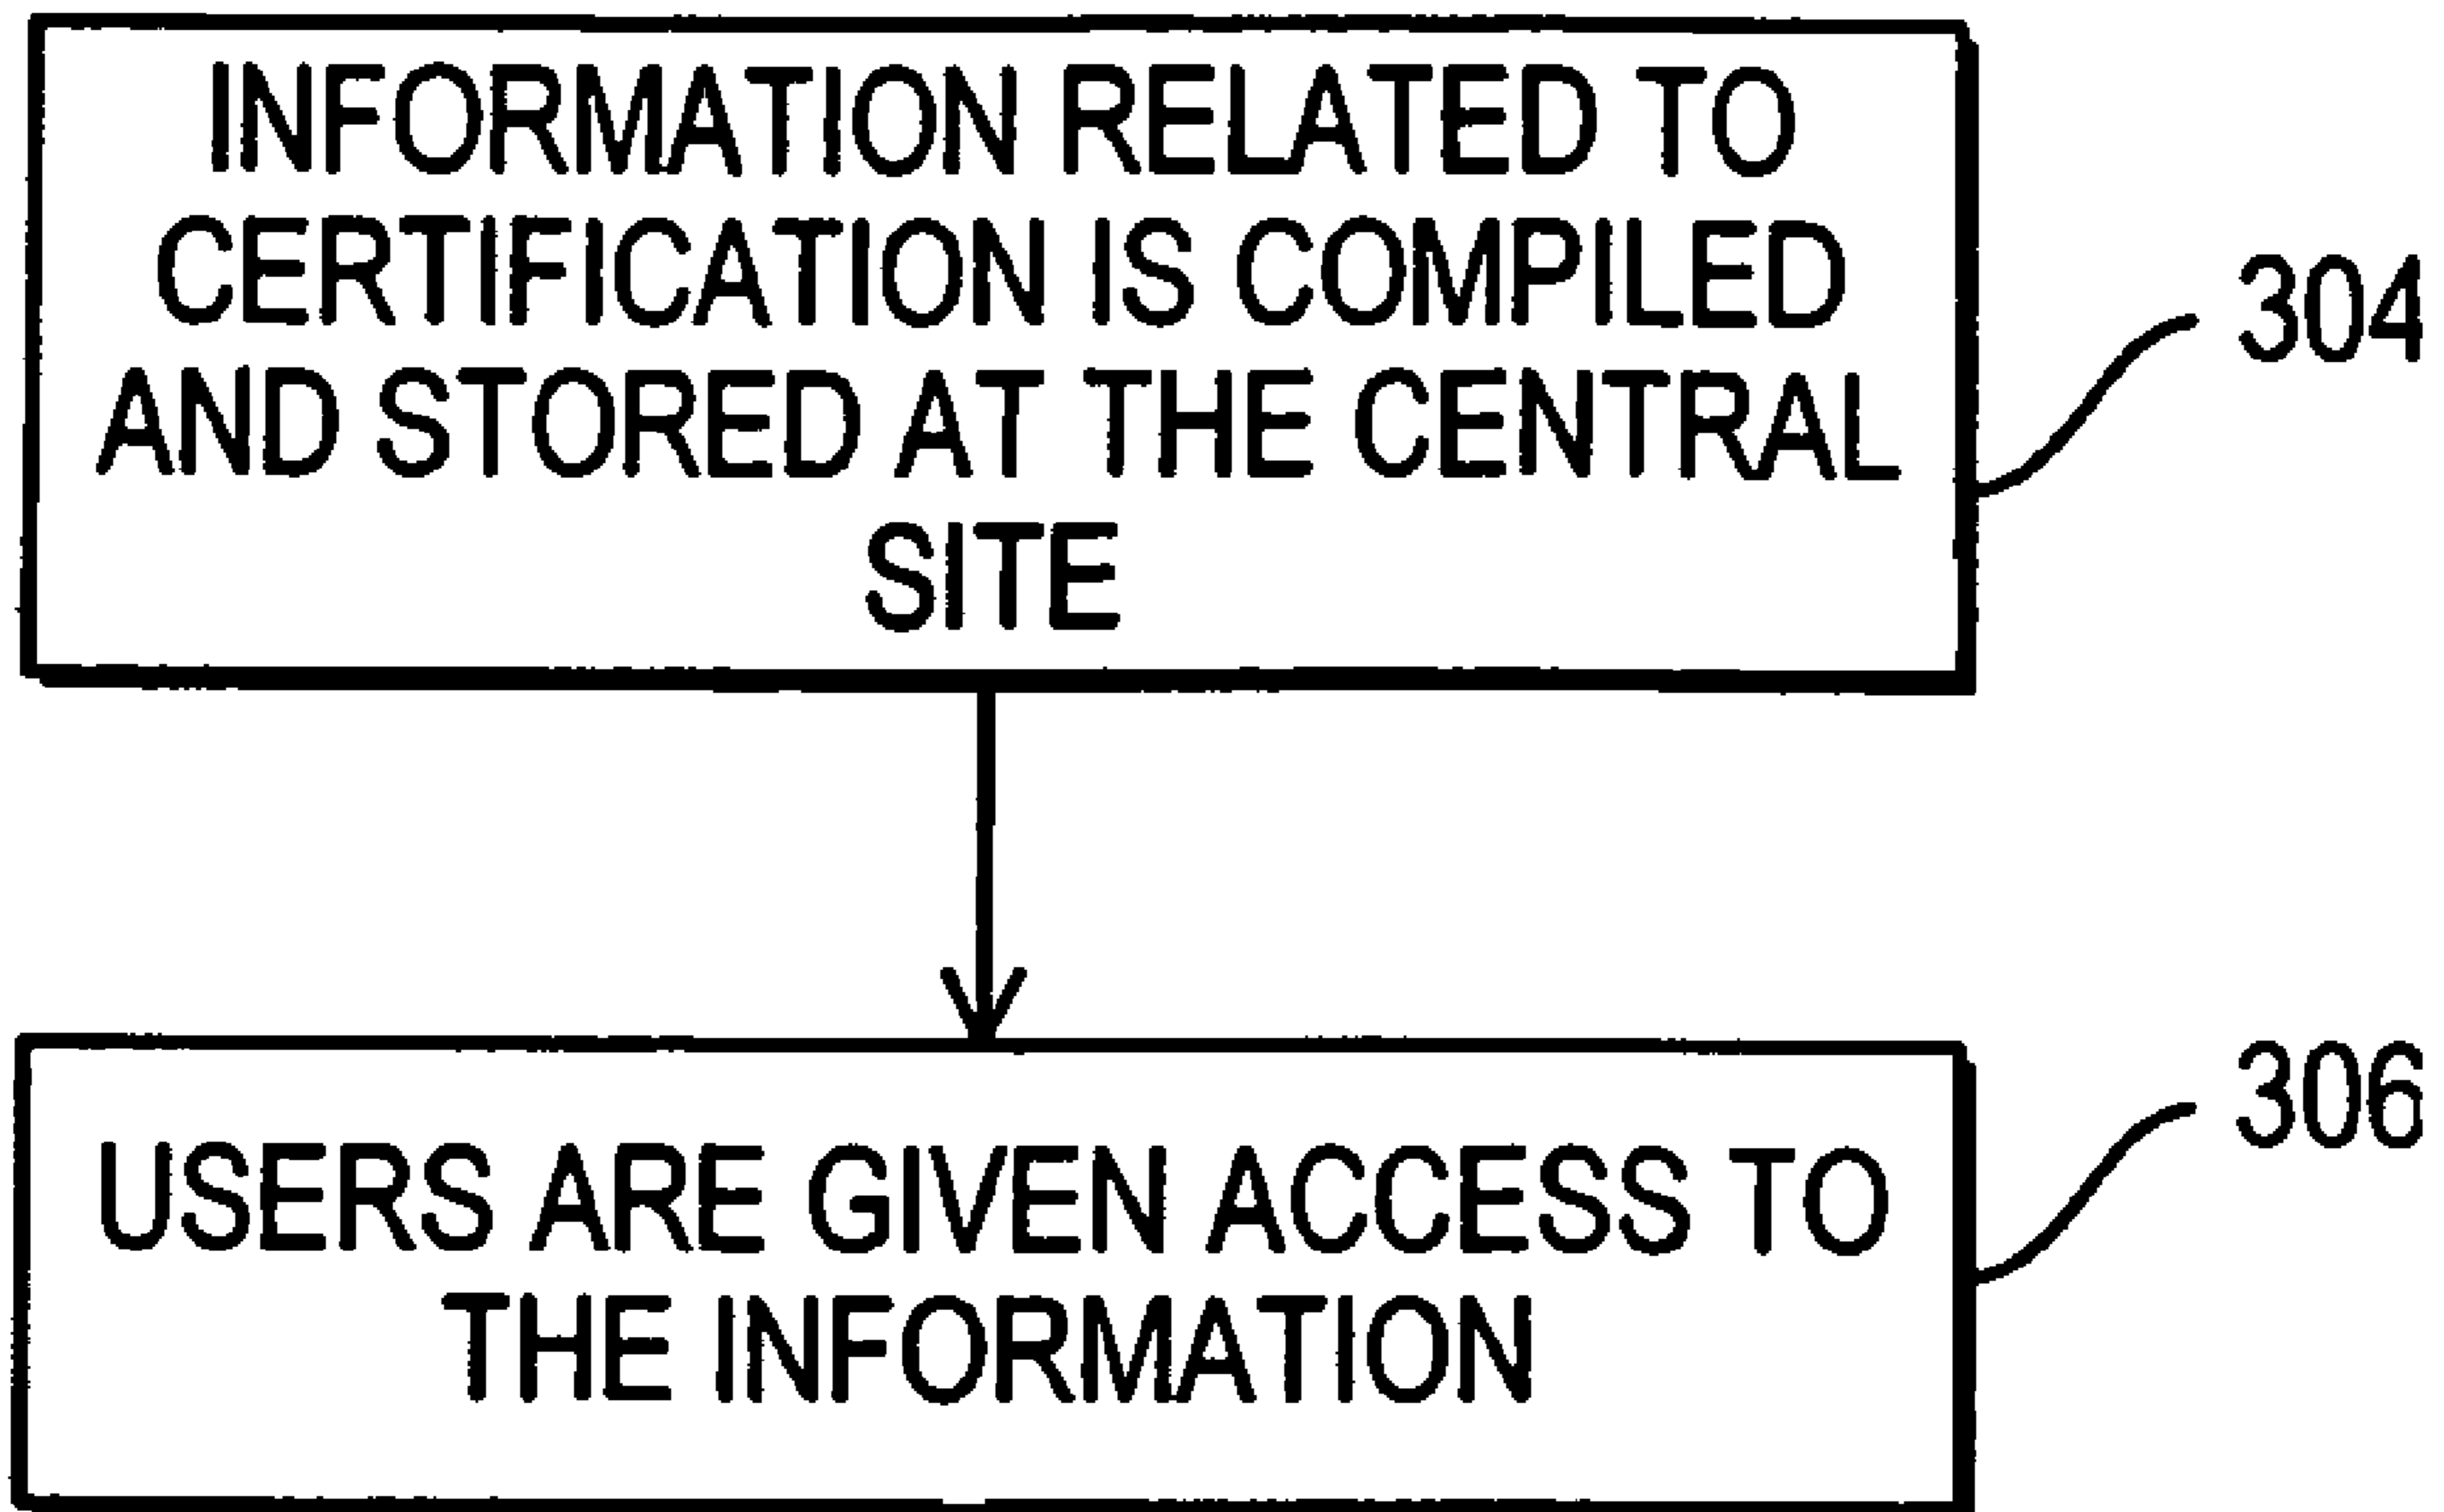 INFORMATION RELATED TO
CERTIFICATION IS COMPILED
AND STORED AT THE CENTRAL
SITE
304
USERS ARE GIVEN ACCESS TO
THE INFORMATION
306